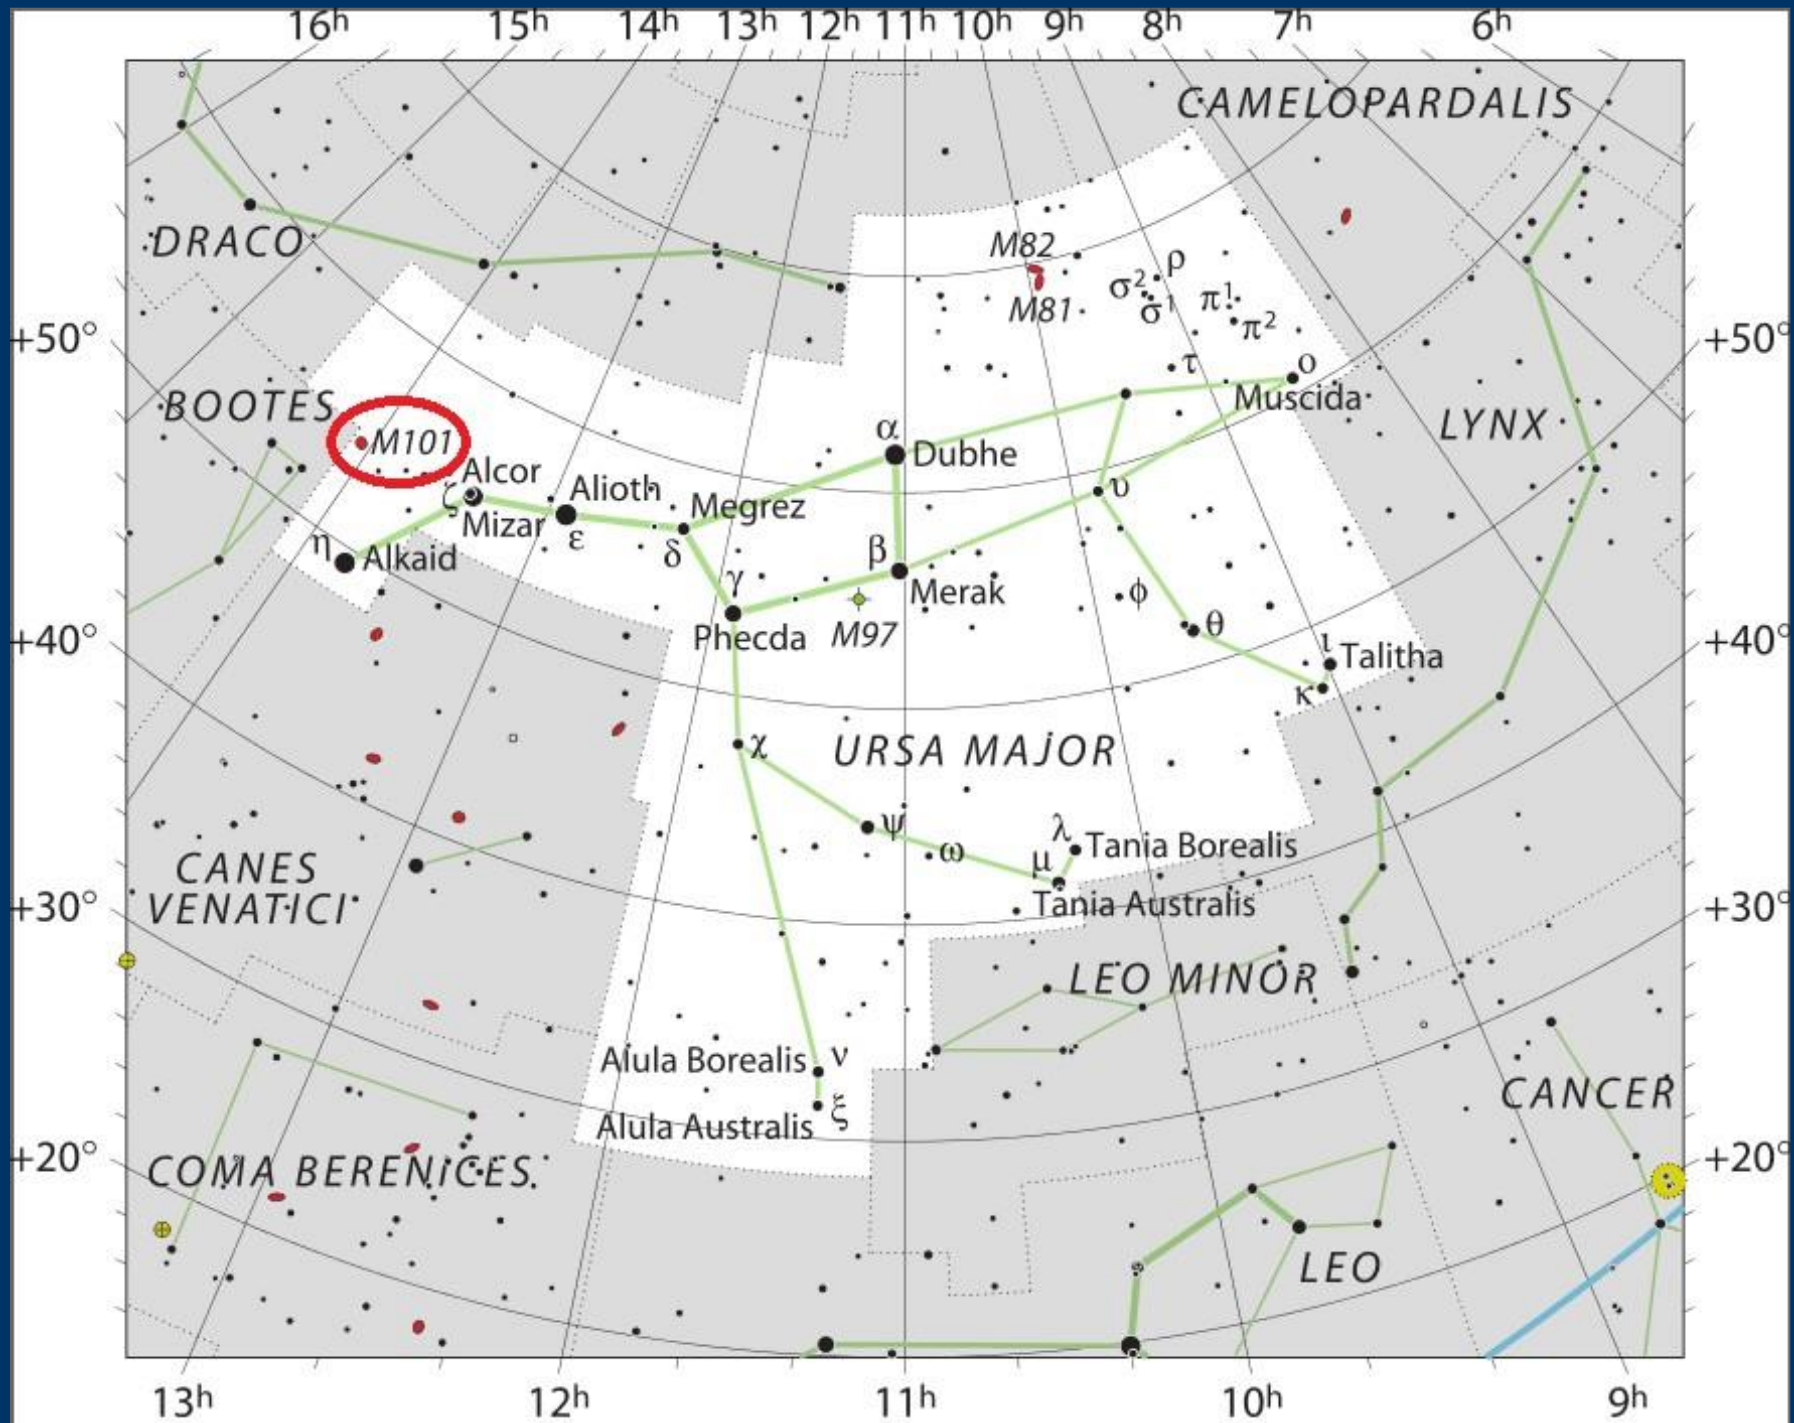 16h 15h 14h 13h 12h 11h 10h 9h 8h 7h 6h
CAMELOPARDALIS
DRACO
M82
ρ
σ² σ¹
π¹
π²
M81
+50° +50°
τ
ο
Muscida
BOOTES
M101
LYNX
α
Dubhe
Alcor
ζ
Mizar
Alioth
ε
Megrez
δ
υ
η
Alkaid
β
Merak
γ
Phecda
M97
φ
θ
+40° +40°
ι
Talitha
κ
χ
URSA MAJOR
ψ
ω
λ
Tania Borealis
μ
Tania Australis
CANES
VENATICI
+30° +30°
LEO MINOR
Alula Borealis ν
ξ
Alula Australis
CANCER
+20° +20°
COMA BERENICES
LEO
13h 12h 11h 10h 9h